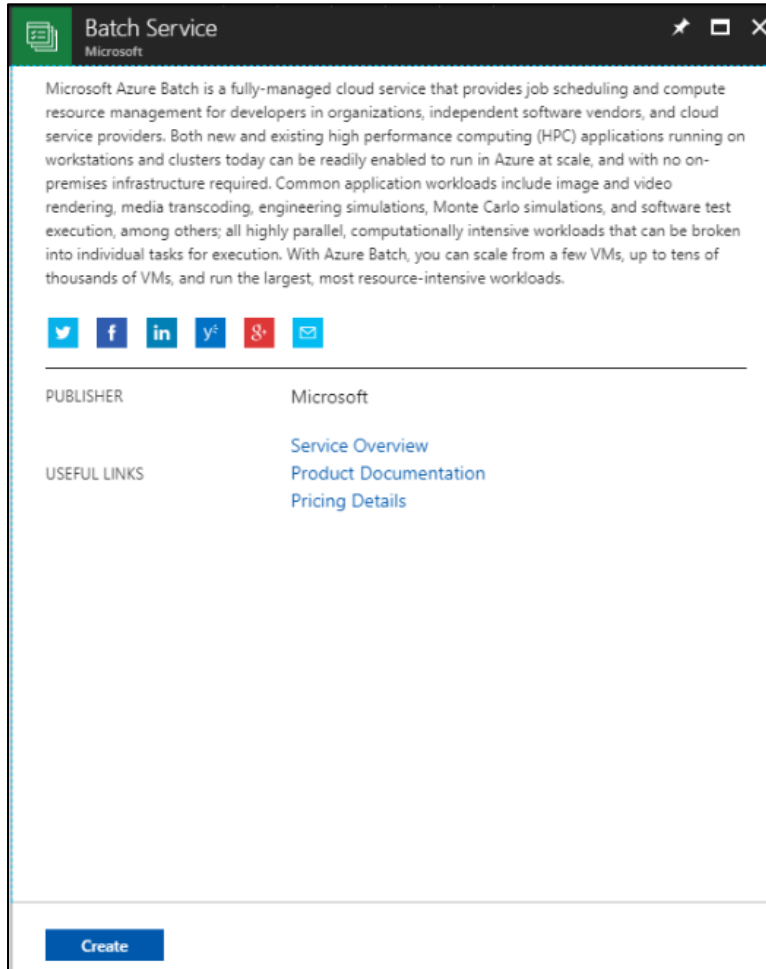 Batch Service
Microsoft
Microsoft Azure Batch is a fully-managed cloud service that provides job scheduling and compute
resource management for developers in organizations, independent software vendors, and cloud
service providers. Both new and existing high performance computing (HPC) applications running on
workstations and clusters today can be readily enabled to run in Azure at scale, and with no on-
premises infrastructure required. Common application workloads include image and video
rendering, media transcoding, engineering simulations, Monte Carlo simulations, and software test
execution, among others; all highly parallel, computationally intensive workloads that can be broken
into individual tasks for execution. With Azure Batch, you can scale from a few VMs, up to tens of
thousands of VMs, and run the largest, most resource-intensive workloads.
PUBLISHER Microsoft
Service Overview
USEFUL LINKS Product Documentation
Pricing Details
Create